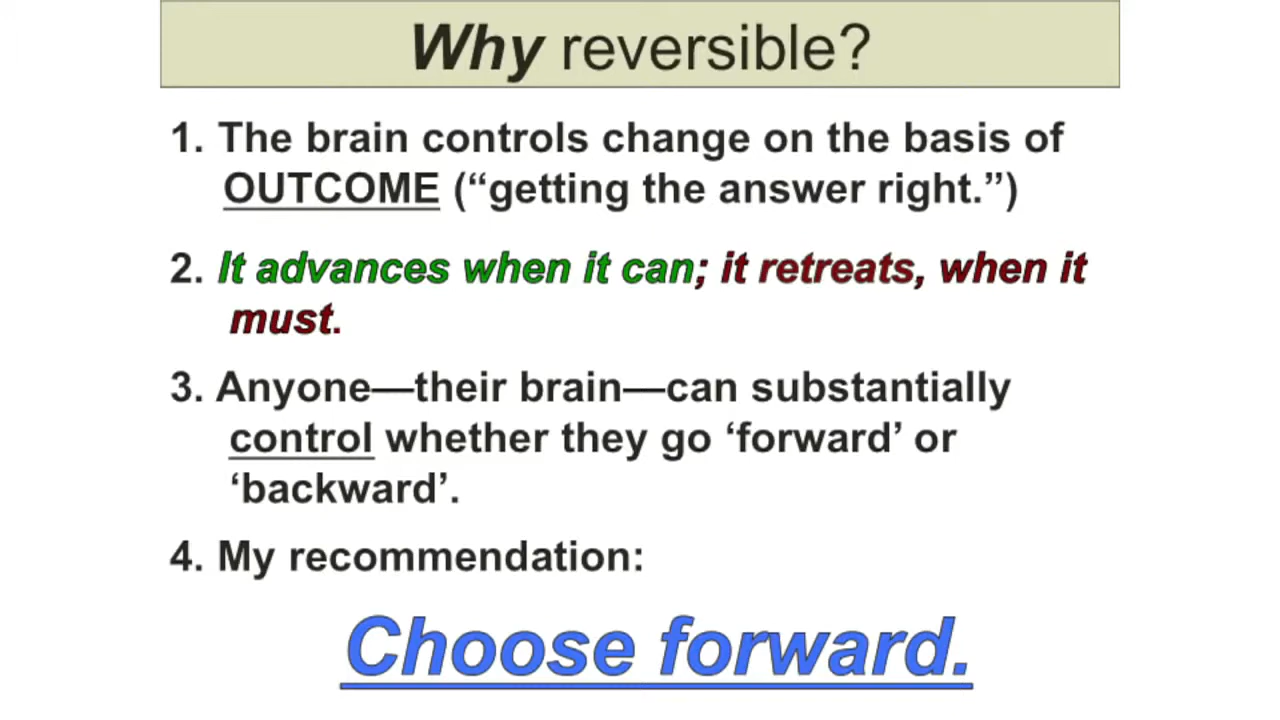 Why reversible?
1. The brain controls change on the basis of
OUTCOME (“getting the answer right.”)
2. It advances when it can; it retreats, when it
must.
3. Anyone—their brain—can substantially
control whether they go ‘forward’ or
‘backward’.
4. My recommendation:
Choose forward.